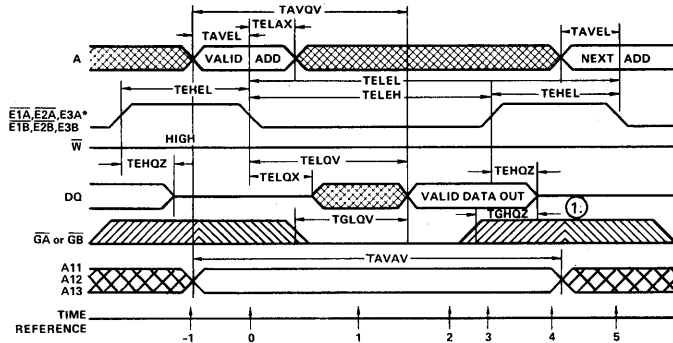 TAVQV
TELAX
TAVEL
TAVEL
A
VALID ADD
NEXT ADD
TELEL
TEHEL
TELEH
TEHEL
E1A, E2A, E3A*
E1B, E2B, E3B
HIGH
W
TEHQZ
TELQV
TEHQZ
TELQX
DQ
VALID DATA OUT
TGLQV
TGHQZ
1.
GA or GB
TAVAV
A11
A12
A13
TIME
REFERENCE
-1 0 1 2 3 4 5